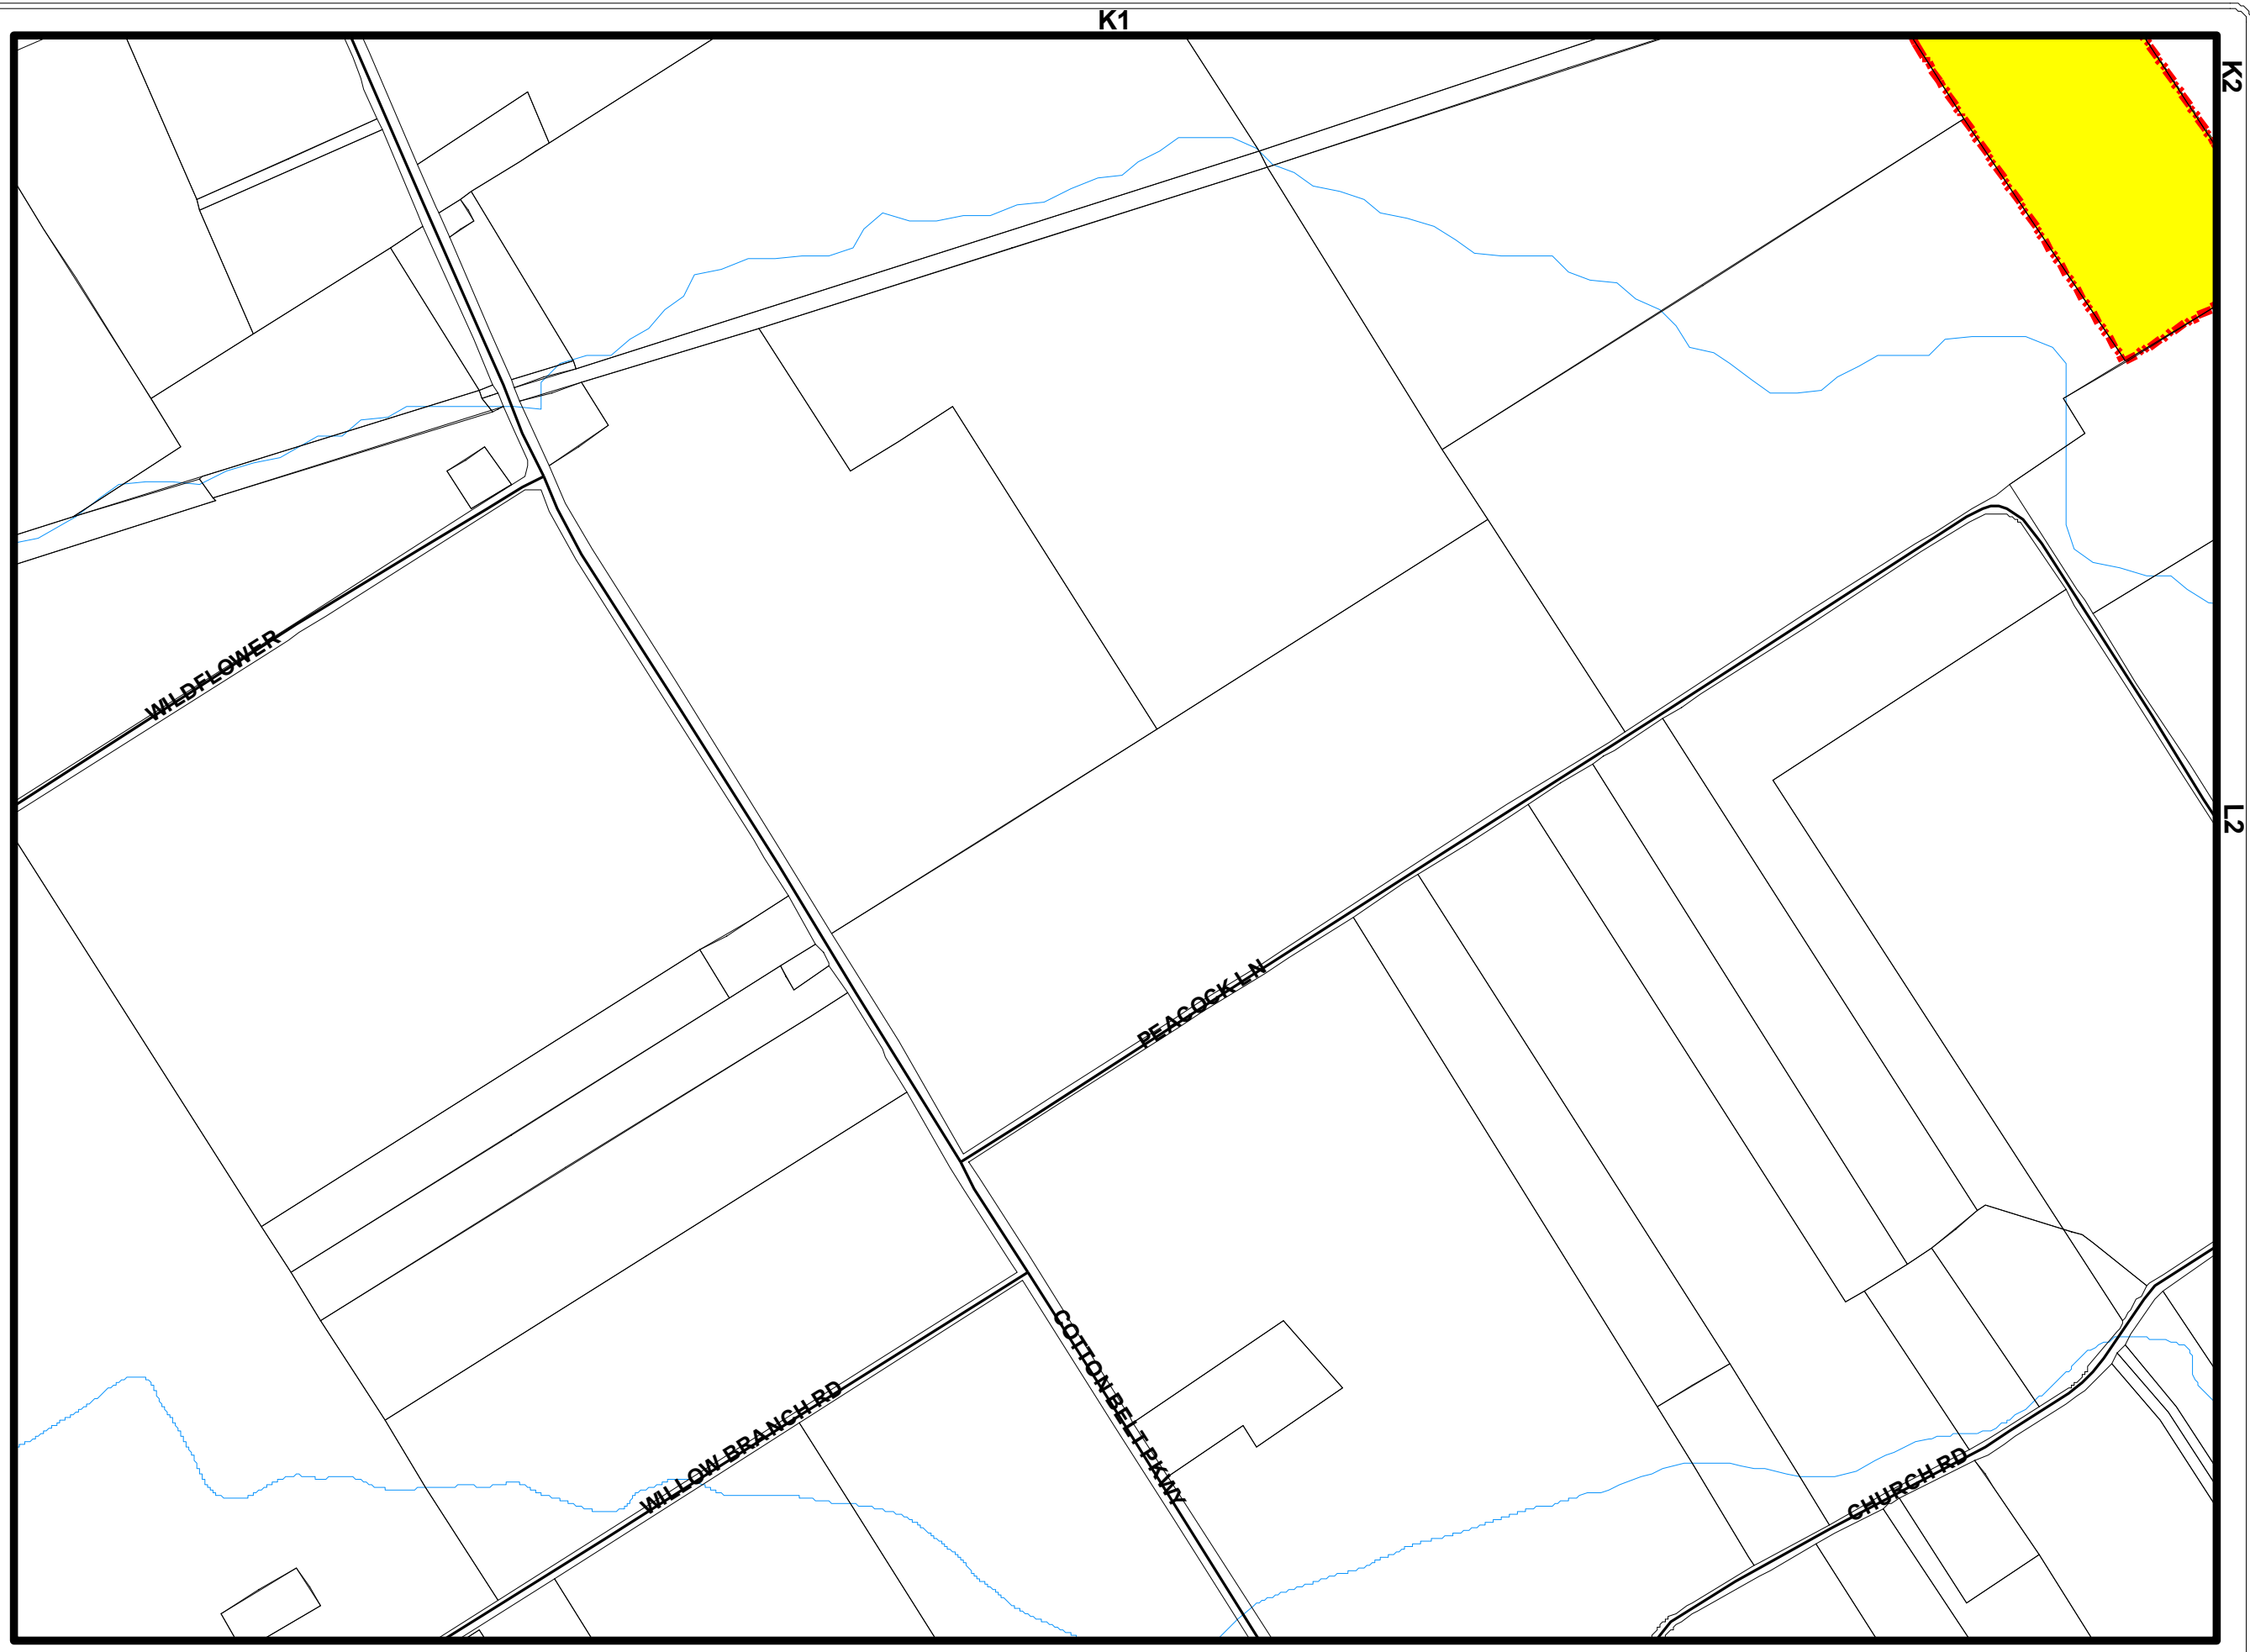 K1
K2
WILDFLOWER
L2
PEACOCK LN
COTTON BELT PKWY
WILLOW BRANCH RD
CHURCH RD